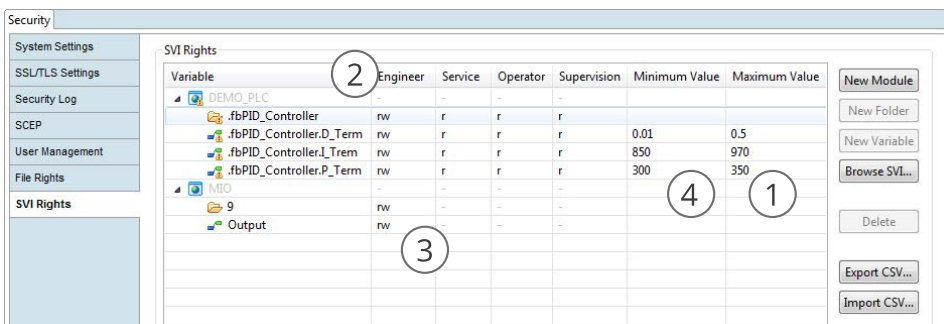 Security
System Settings
SSL/TLS Settings
Security Log
SCEP
User Management
File Rights
SVI Rights
SVI Rights
Variable 2 Engineer Service Operator Supervision Minimum Value Maximum Value
DEMO_PLC - - - -
.fbPID_Controller rw r r r
.fbPID_Controller.D_Term rw r r r 0.01 0.5
.fbPID_Controller.I_Trem rw r r r 850 970
.fbPID_Controller.P_Term rw r r r 300 350
MIO - - - -
9 rw - - -
Output rw - - -
4 1
3
New Module
New Folder
New Variable
Browse SVI...
Delete
Export CSV...
Import CSV...